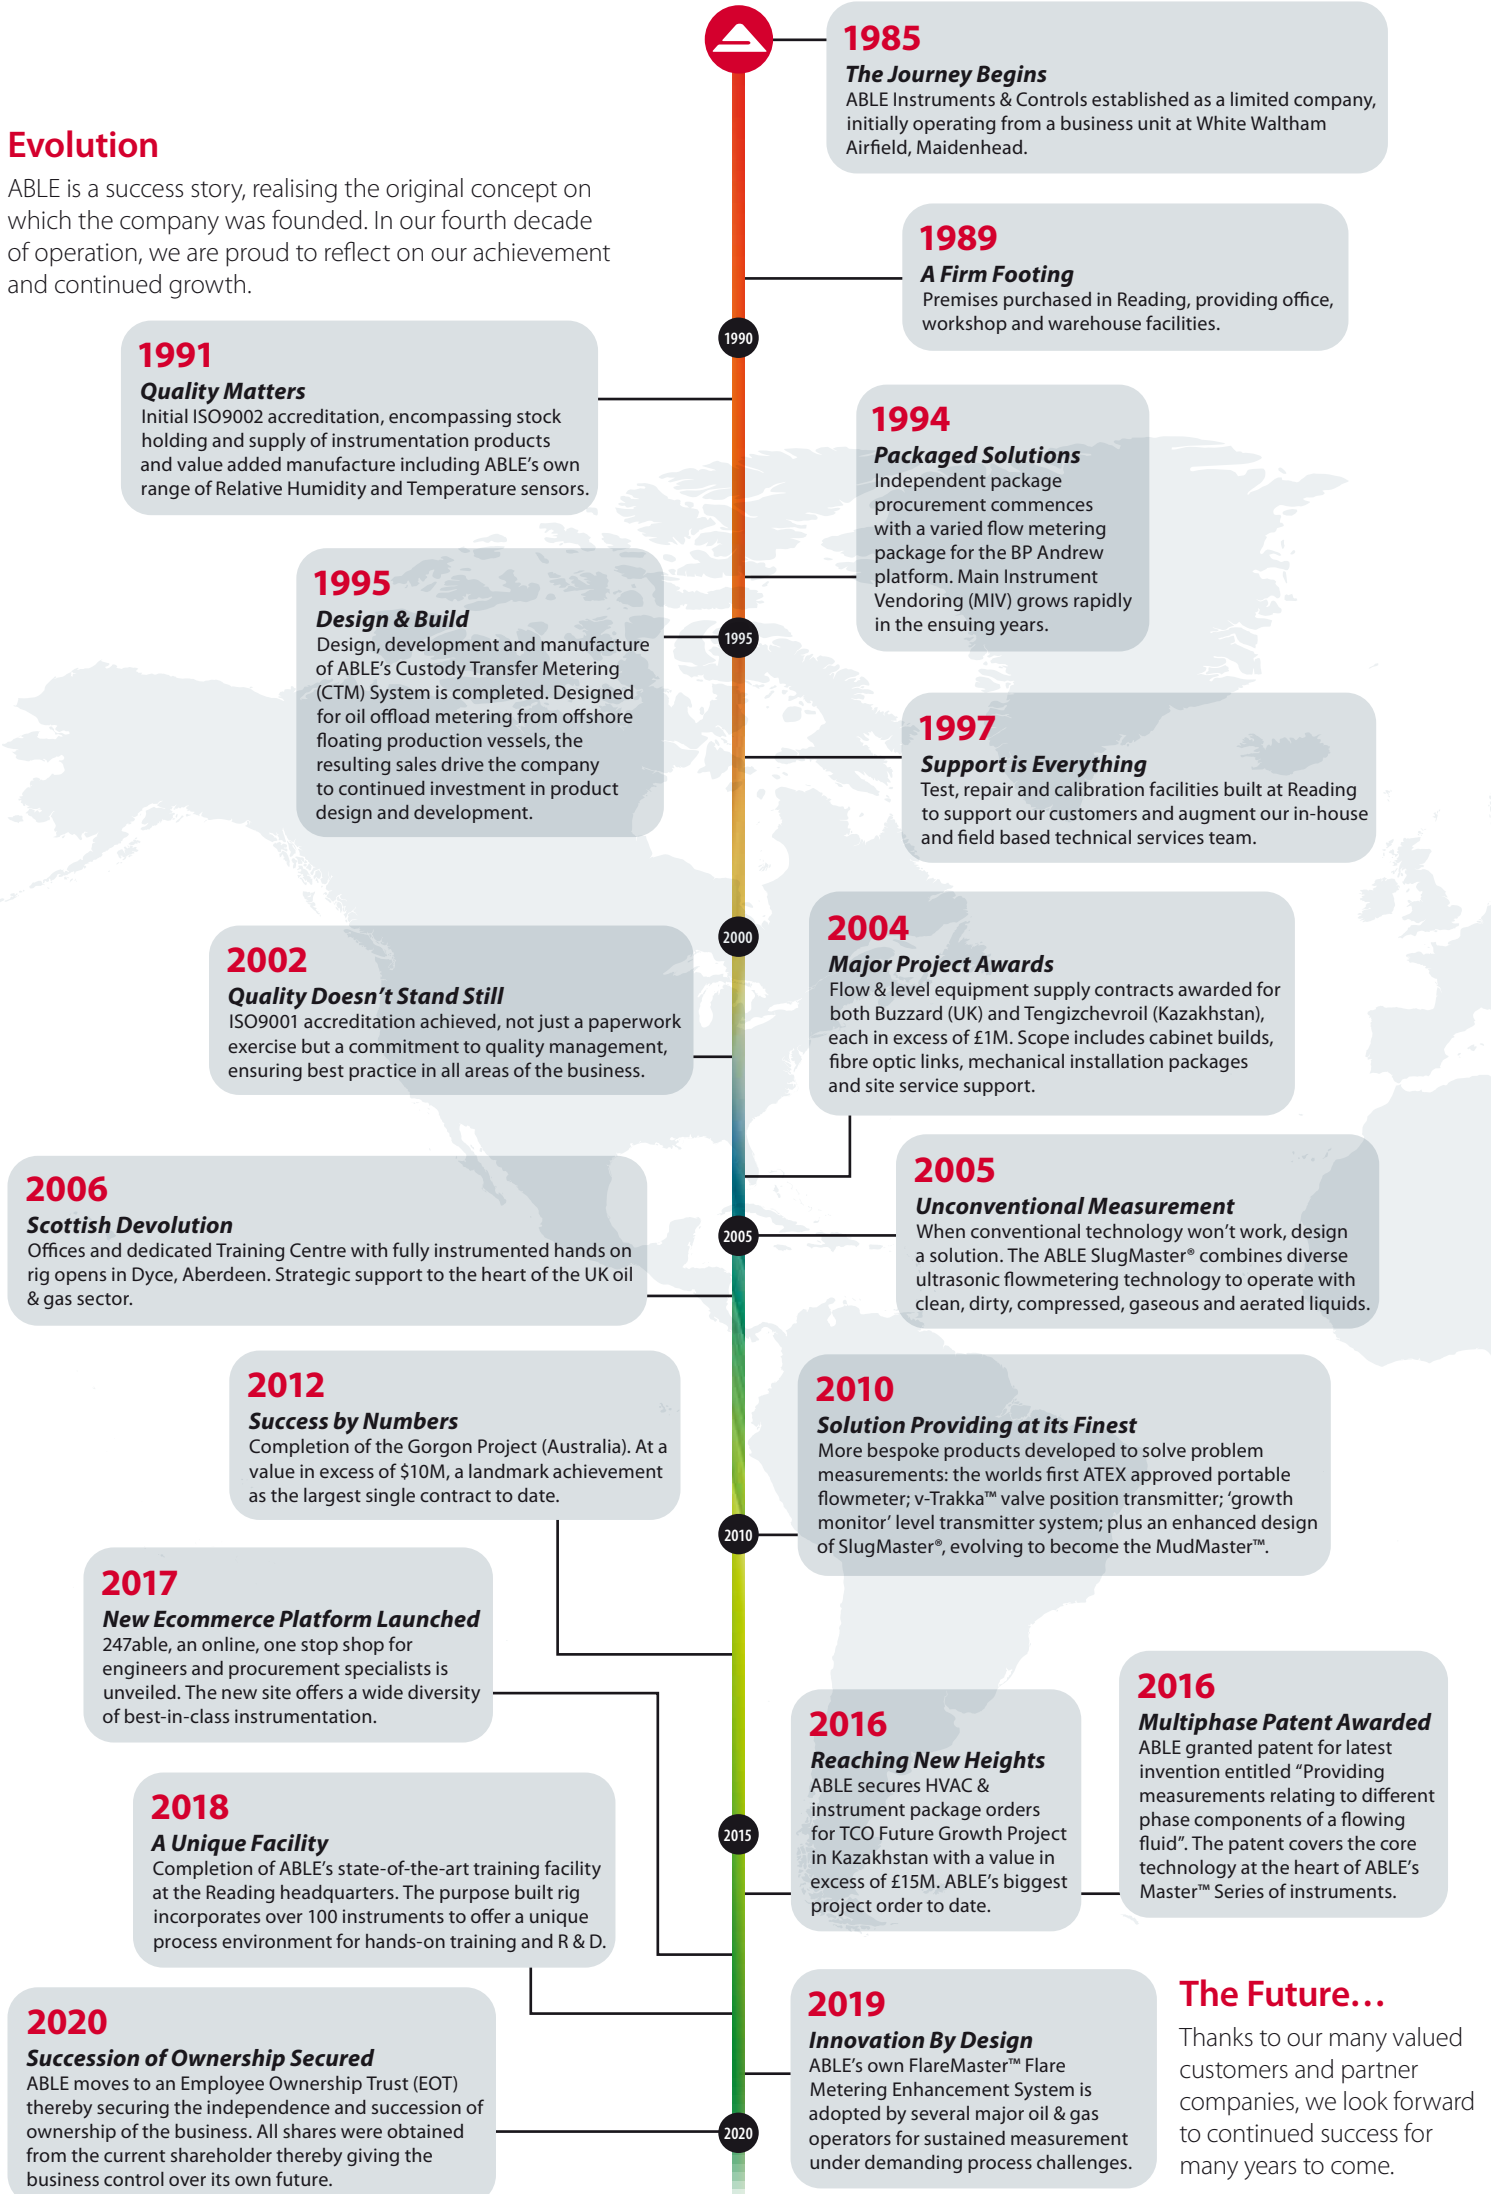 1985
The Journey Begins
ABLE Instruments & Controls established as a limited company,
initially operating from a business unit at White Waltham
Airfield, Maidenhead.
Evolution
ABLE is a success story, realising the original concept on
which the company was founded. In our fourth decade
of operation, we are proud to reflect on our achievement
and continued growth.
1989
A Firm Footing
Premises purchased in Reading, providing office,
workshop and warehouse facilities.
1990
1991
Quality Matters
Initial ISO9002 accreditation, encompassing stock
holding and supply of instrumentation products
and value added manufacture including ABLE's own
range of Relative Humidity and Temperature sensors.
1994
Packaged Solutions
Independent package
procurement commences
with a varied flow metering
package for the BP Andrew
platform. Main Instrument
Vendoring (MIV) grows rapidly
in the ensuing years.
1995
Design & Build
Design, development and manufacture
of ABLE's Custody Transfer Metering
(CTM) System is completed. Designed
for oil offload metering from offshore
floating production vessels, the
resulting sales drive the company
to continued investment in product
design and development.
1995
1997
Support is Everything
Test, repair and calibration facilities built at Reading
to support our customers and augment our in-house
and field based technical services team.
2000
2002
Quality Doesn't Stand Still
ISO9001 accreditation achieved, not just a paperwork
exercise but a commitment to quality management,
ensuring best practice in all areas of the business.
2004
Major Project Awards
Flow & level equipment supply contracts awarded for
both Buzzard (UK) and Tengizchevroil (Kazakhstan),
each in excess of £1M. Scope includes cabinet builds,
fibre optic links, mechanical installation packages
and site service support.
2005
Unconventional Measurement
When conventional technology won't work, design
a solution. The ABLE SlugMaster® combines diverse
ultrasonic flowmetering technology to operate with
clean, dirty, compressed, gaseous and aerated liquids.
2005
2006
Scottish Devolution
Offices and dedicated Training Centre with fully instrumented hands on
rig opens in Dyce, Aberdeen. Strategic support to the heart of the UK oil
& gas sector.
2012
Success by Numbers
Completion of the Gorgon Project (Australia). At a
value in excess of $10M, a landmark achievement
as the largest single contract to date.
2010
Solution Providing at its Finest
More bespoke products developed to solve problem
measurements: the worlds first ATEX approved portable
flowmeter; v-Trakka™ valve position transmitter; 'growth
monitor' level transmitter system; plus an enhanced design
of SlugMaster®, evolving to become the MudMaster™.
2010
2017
New Ecommerce Platform Launched
247able, an online, one stop shop for
engineers and procurement specialists is
unveiled. The new site offers a wide diversity
of best-in-class instrumentation.
2016
Reaching New Heights
ABLE secures HVAC &
instrument package orders
for TCO Future Growth Project
in Kazakhstan with a value in
excess of £15M. ABLE's biggest
project order to date.
2016
Multiphase Patent Awarded
ABLE granted patent for latest
invention entitled “Providing
measurements relating to different
phase components of a flowing
fluid”. The patent covers the core
technology at the heart of ABLE's
Master™ Series of instruments.
2015
2018
A Unique Facility
Completion of ABLE's state-of-the-art training facility
at the Reading headquarters. The purpose built rig
incorporates over 100 instruments to offer a unique
process environment for hands-on training and R & D.
2020
Succession of Ownership Secured
ABLE moves to an Employee Ownership Trust (EOT)
thereby securing the independence and succession of
ownership of the business. All shares were obtained
from the current shareholder thereby giving the
business control over its own future.
2019
Innovation By Design
ABLE's own FlareMaster™ Flare
Metering Enhancement System is
adopted by several major oil & gas
operators for sustained measurement
under demanding process challenges.
2020
The Future…
Thanks to our many valued
customers and partner
companies, we look forward
to continued success for
many years to come.